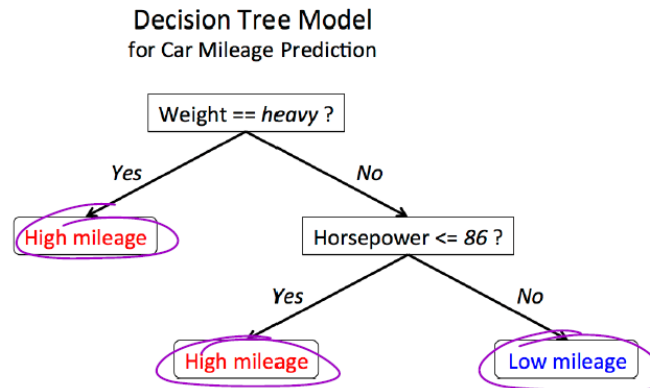 Decision Tree Model
for Car Mileage Prediction
Weight == heavy ?
Yes
No
High mileage
Horsepower <= 86 ?
Yes
No
High mileage
Low mileage